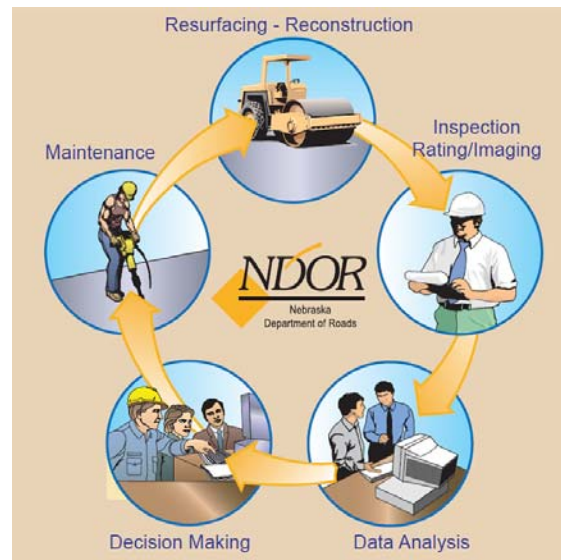 Resurfacing - Reconstruction
Inspection
Rating/Imaging
Maintenance
NDOR
Nebraska
Department of Roads
Decision Making
Data Analysis